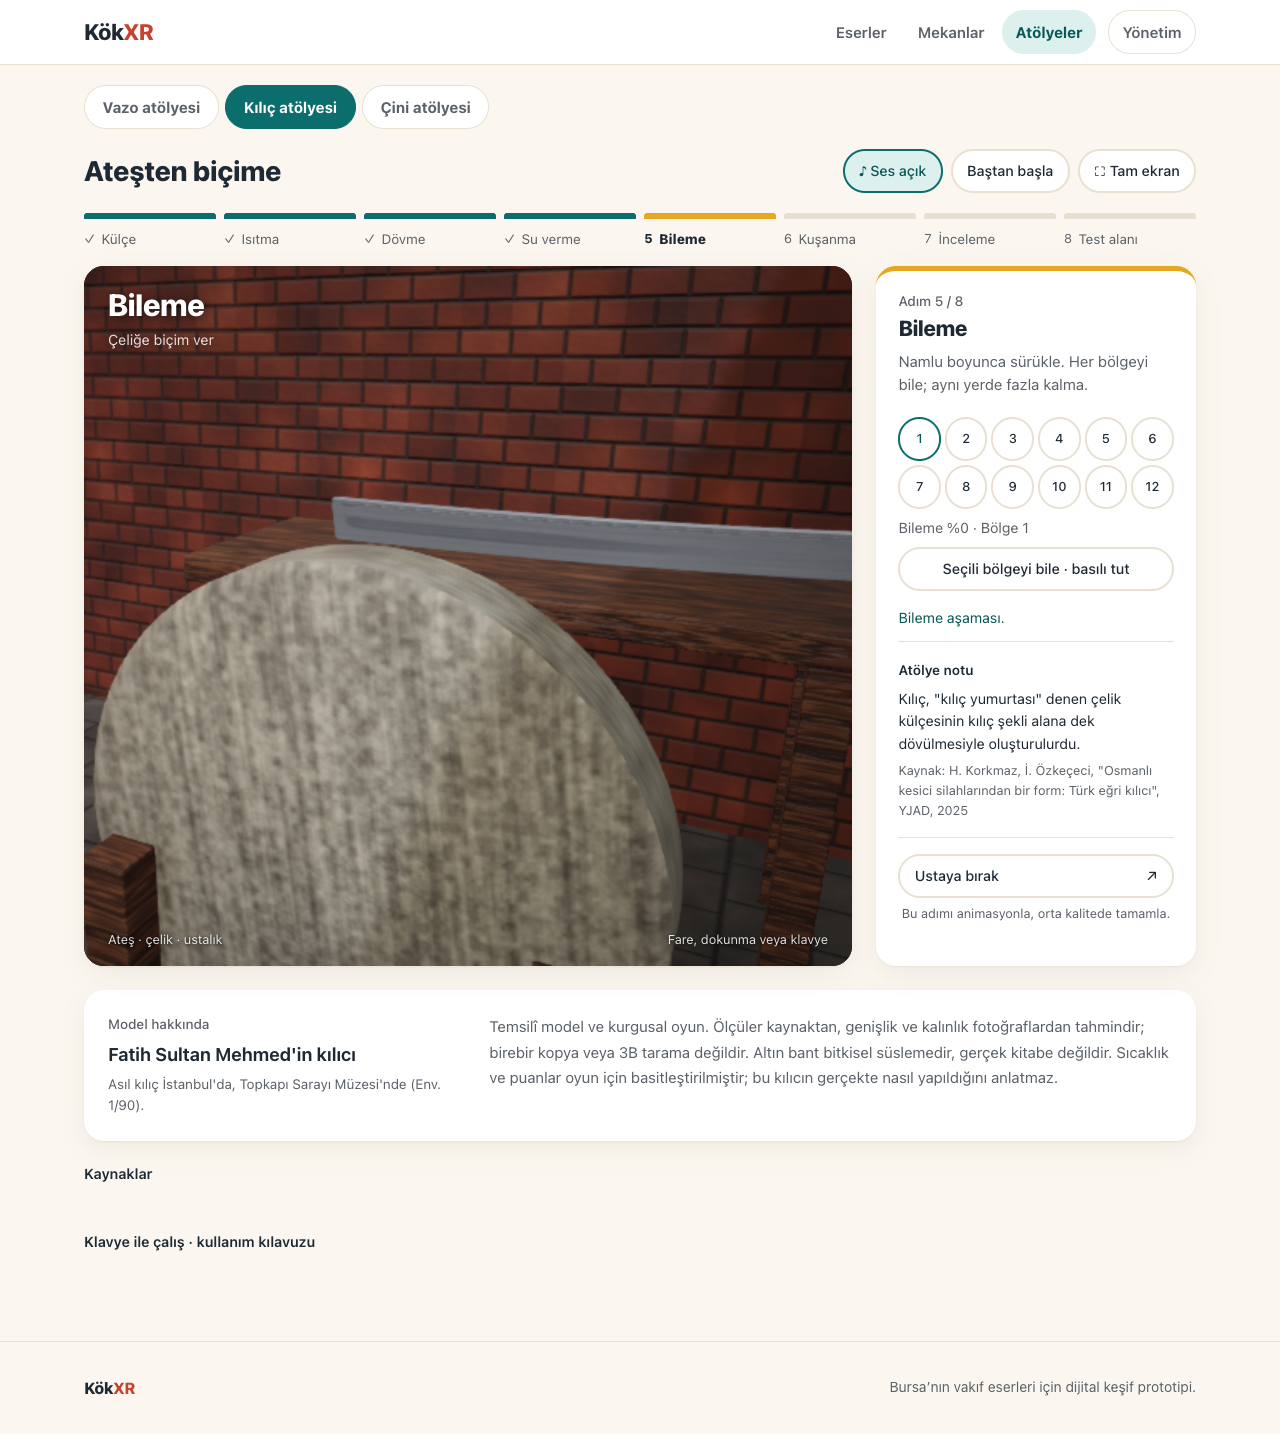 KökXR
Eserler
Mekanlar
Atölyeler
Yönetim
Vazo atölyesi
Kılıç atölyesi
Çini atölyesi
Ateşten biçime
♪ Ses açık
Baştan başla
⛶ Tam ekran
✓ Külçe
✓ Isıtma
✓ Dövme
✓ Su verme
5 Bileme
6 Kuşanma
7 İnceleme
8 Test alanı
Bileme
Çeliğe biçim ver
Ateş · çelik · ustalık
Fare, dokunma veya klavye
Adım 5 / 8
Bileme
Namlu boyunca sürükle. Her bölgeyi
bile; aynı yerde fazla kalma.
1 2 3 4 5 6
7 8 9 10 11 12
Bileme %0 · Bölge 1
Seçili bölgeyi bile · basılı tut
Bileme aşaması.
Atölye notu
Kılıç, "kılıç yumurtası" denen çelik
külçesinin kılıç şekli alana dek
dövülmesiyle oluşturulurdu.
Kaynak: H. Korkmaz, İ. Özkeçeci, "Osmanlı
kesici silahlarından bir form: Türk eğri kılıcı",
YJAD, 2025
Ustaya bırak ↗
Bu adımı animasyonla, orta kalitede tamamla.
Model hakkında
Fatih Sultan Mehmed'in kılıcı
Asıl kılıç İstanbul'da, Topkapı Sarayı Müzesi'nde (Env.
1/90).
Temsilî model ve kurgusal oyun. Ölçüler kaynaktan, genişlik ve kalınlık fotoğraflardan tahmindir;
birebir kopya veya 3B tarama değildir. Altın bant bitkisel süslemedir, gerçek kitabe değildir. Sıcaklık
ve puanlar oyun için basitleştirilmiştir; bu kılıcın gerçekte nasıl yapıldığını anlatmaz.
Kaynaklar
Klavye ile çalış · kullanım kılavuzu
KökXR
Bursa’nın vakıf eserleri için dijital keşif prototipi.